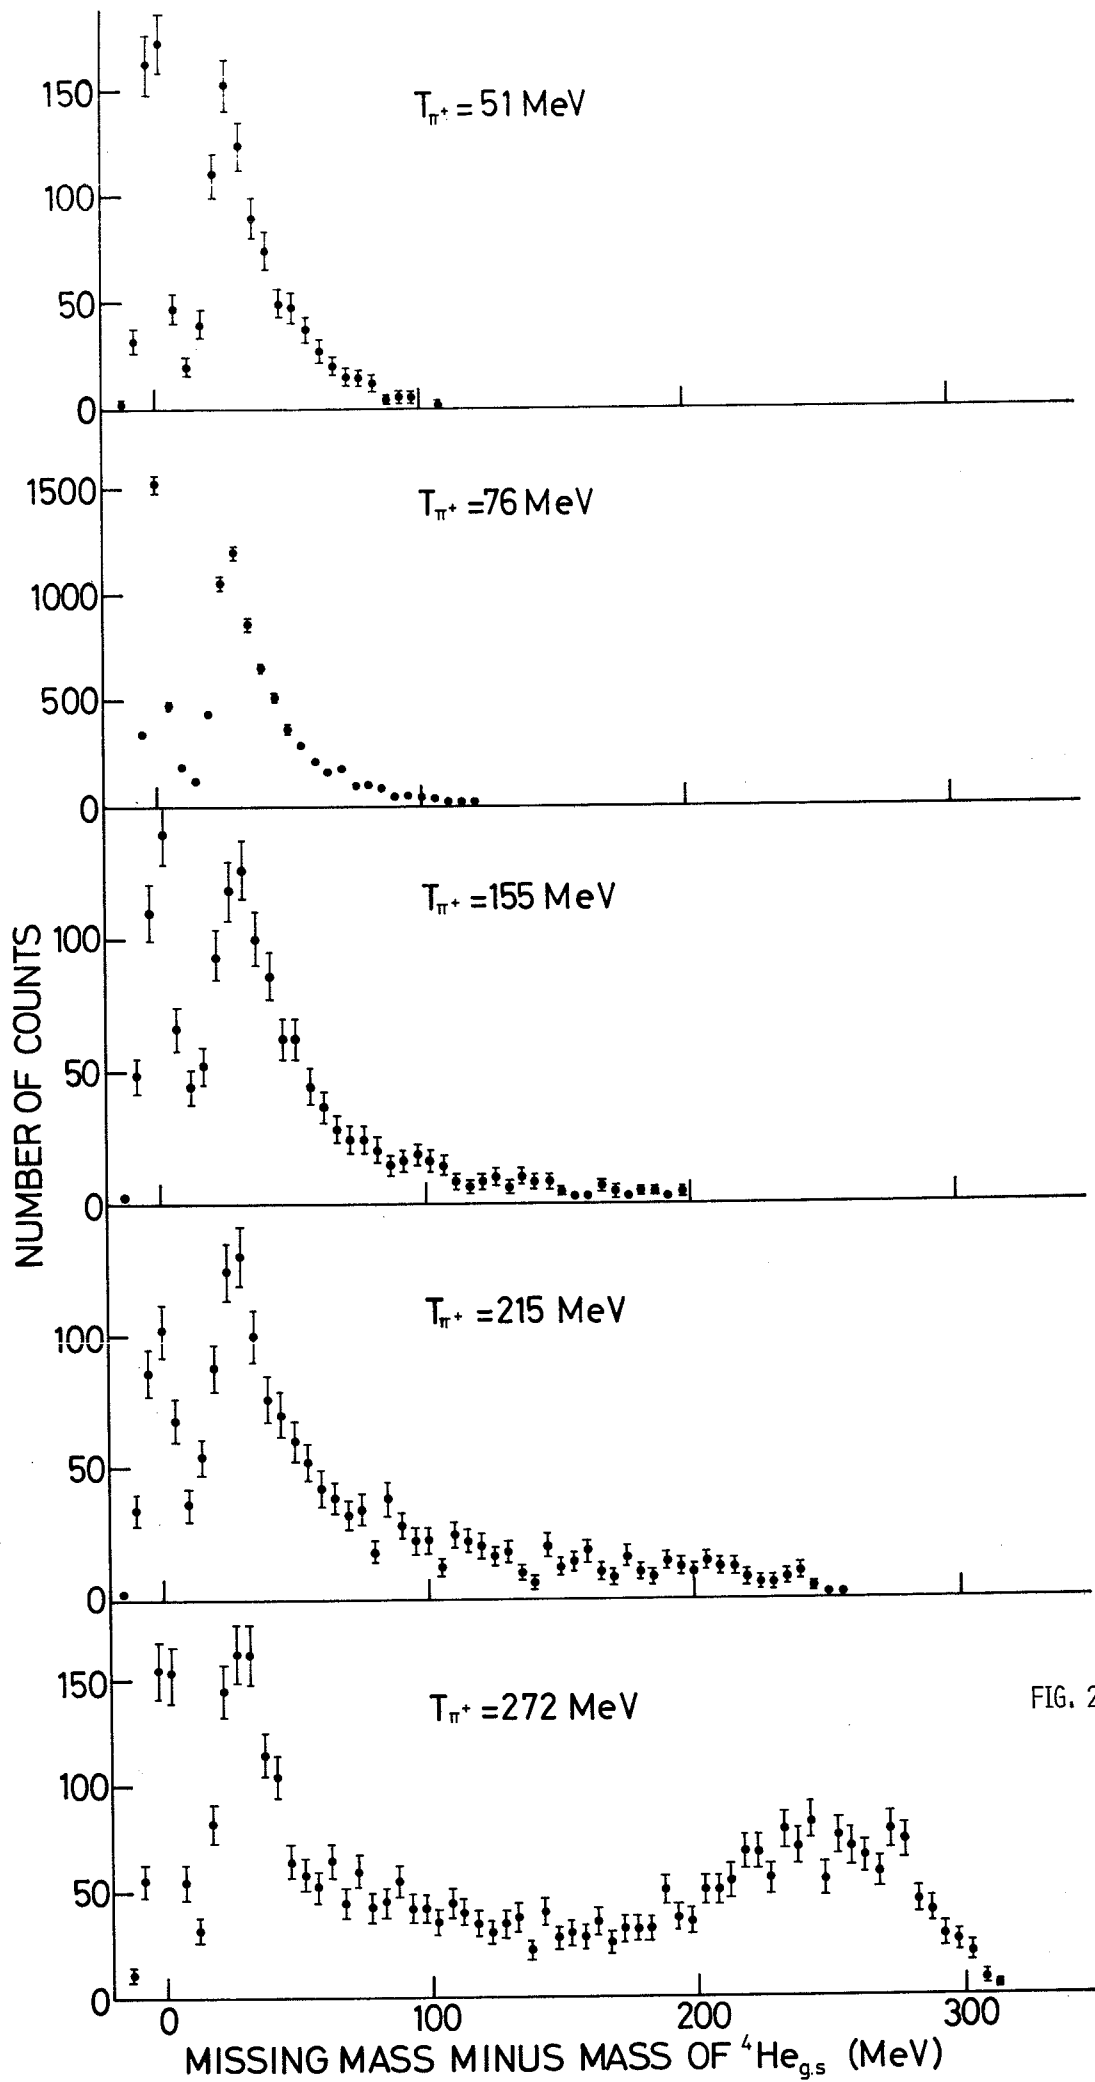 150
100
50
0
T_π+ = 51 MeV
1500
1000
500
0
T_π+ = 76 MeV
100
50
0
T_π+ = 155 MeV
100
50
0
T_π+ = 215 MeV
150
100
50
0
T_π+ = 272 MeV
FIG. 2
0 100 200 300
NUMBER OF COUNTS
MISSING MASS MINUS MASS OF ⁴He_g.s (MeV)